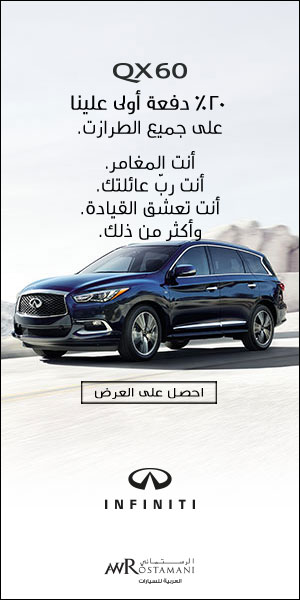 QX60
٢٠٪ دفعة أولى علينا
على جميع الطرازت.
أنت المغامر.
أنت ربّ عائلتك.
أنت تعشق القيادة.
وأكثر من ذلك.
احصل على العرض
INFINITI
الرستماني
AWROSTAMANI
العربية للسيارات